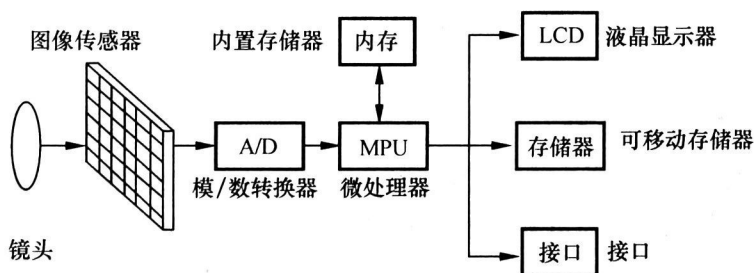 图像传感器
内置存储器
内存
LCD
液晶显示器
A/D
MPU
存储器
可移动存储器
模/数转换器
微处理器
镜头
接口
接口